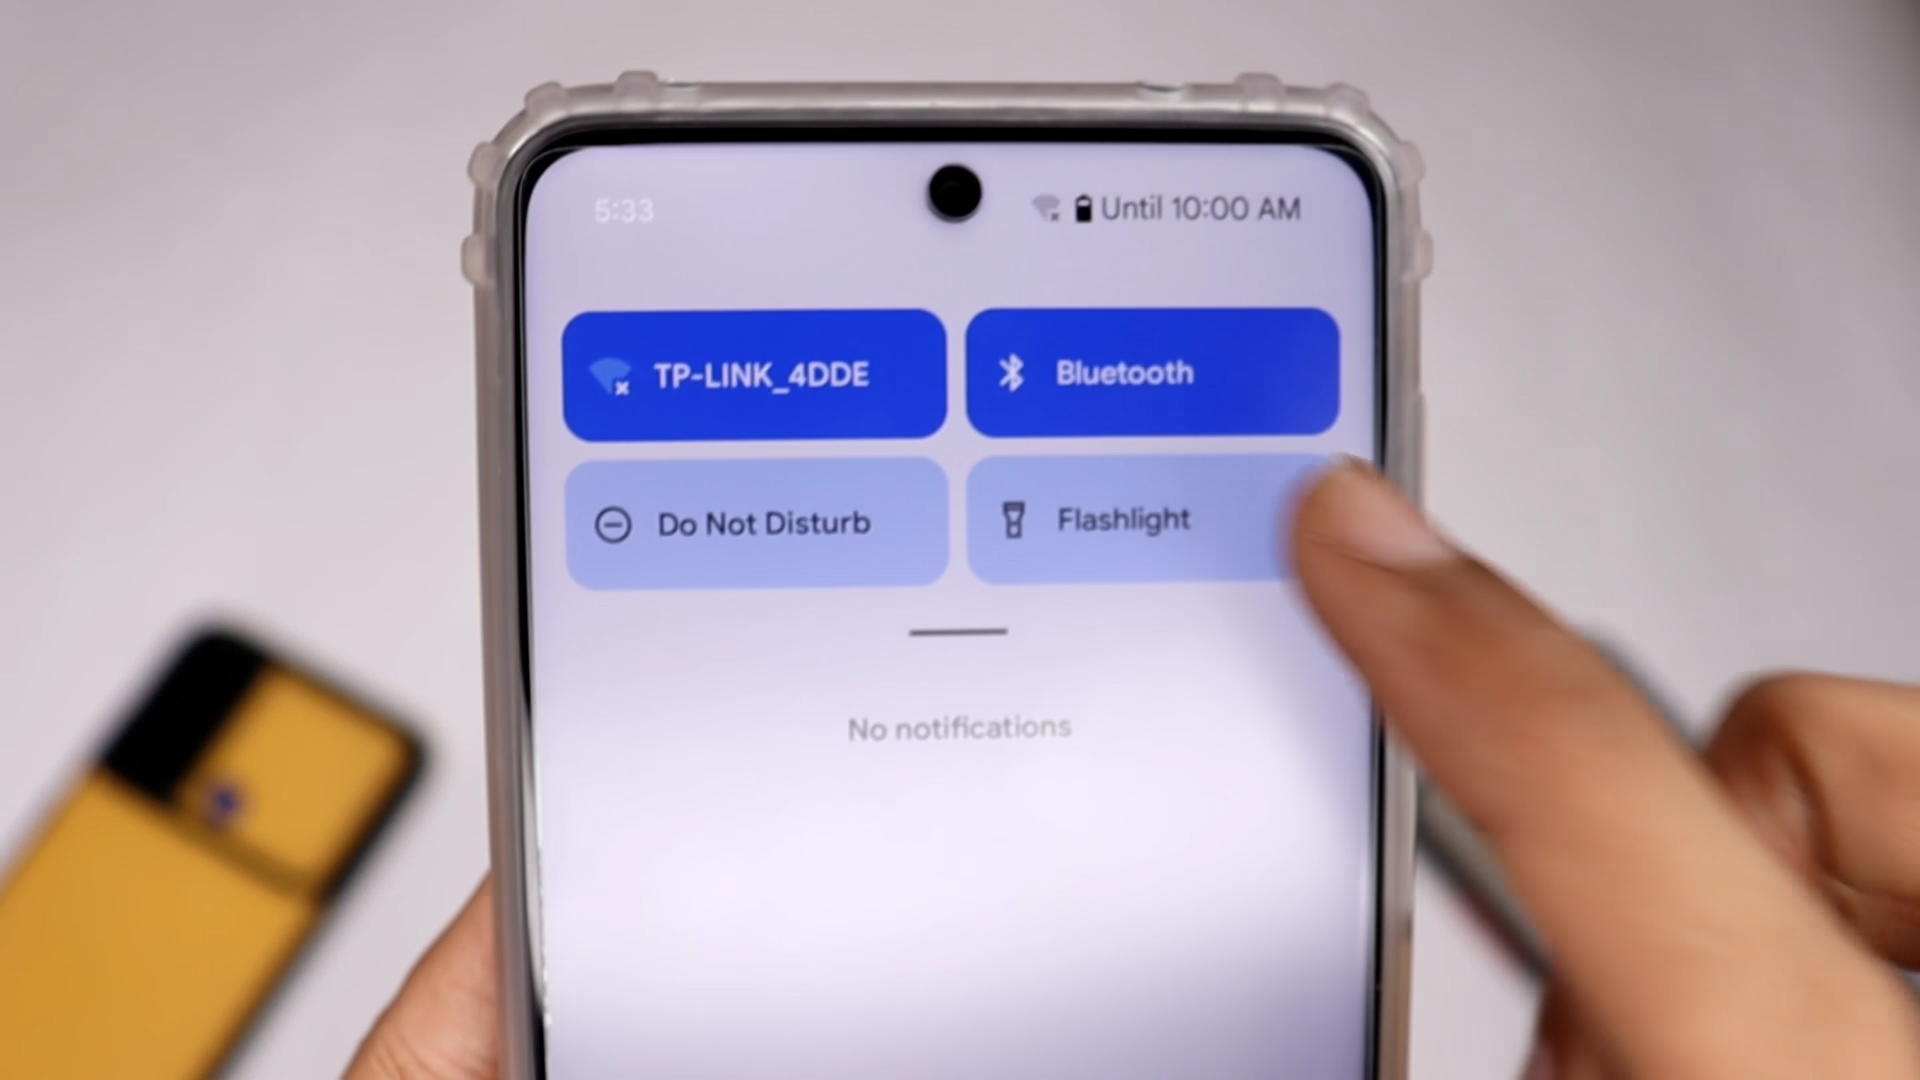 5:33
Until 10:00 AM
TP-LINK_4DDE
Bluetooth
Do Not Disturb
Flashlight
No notifications